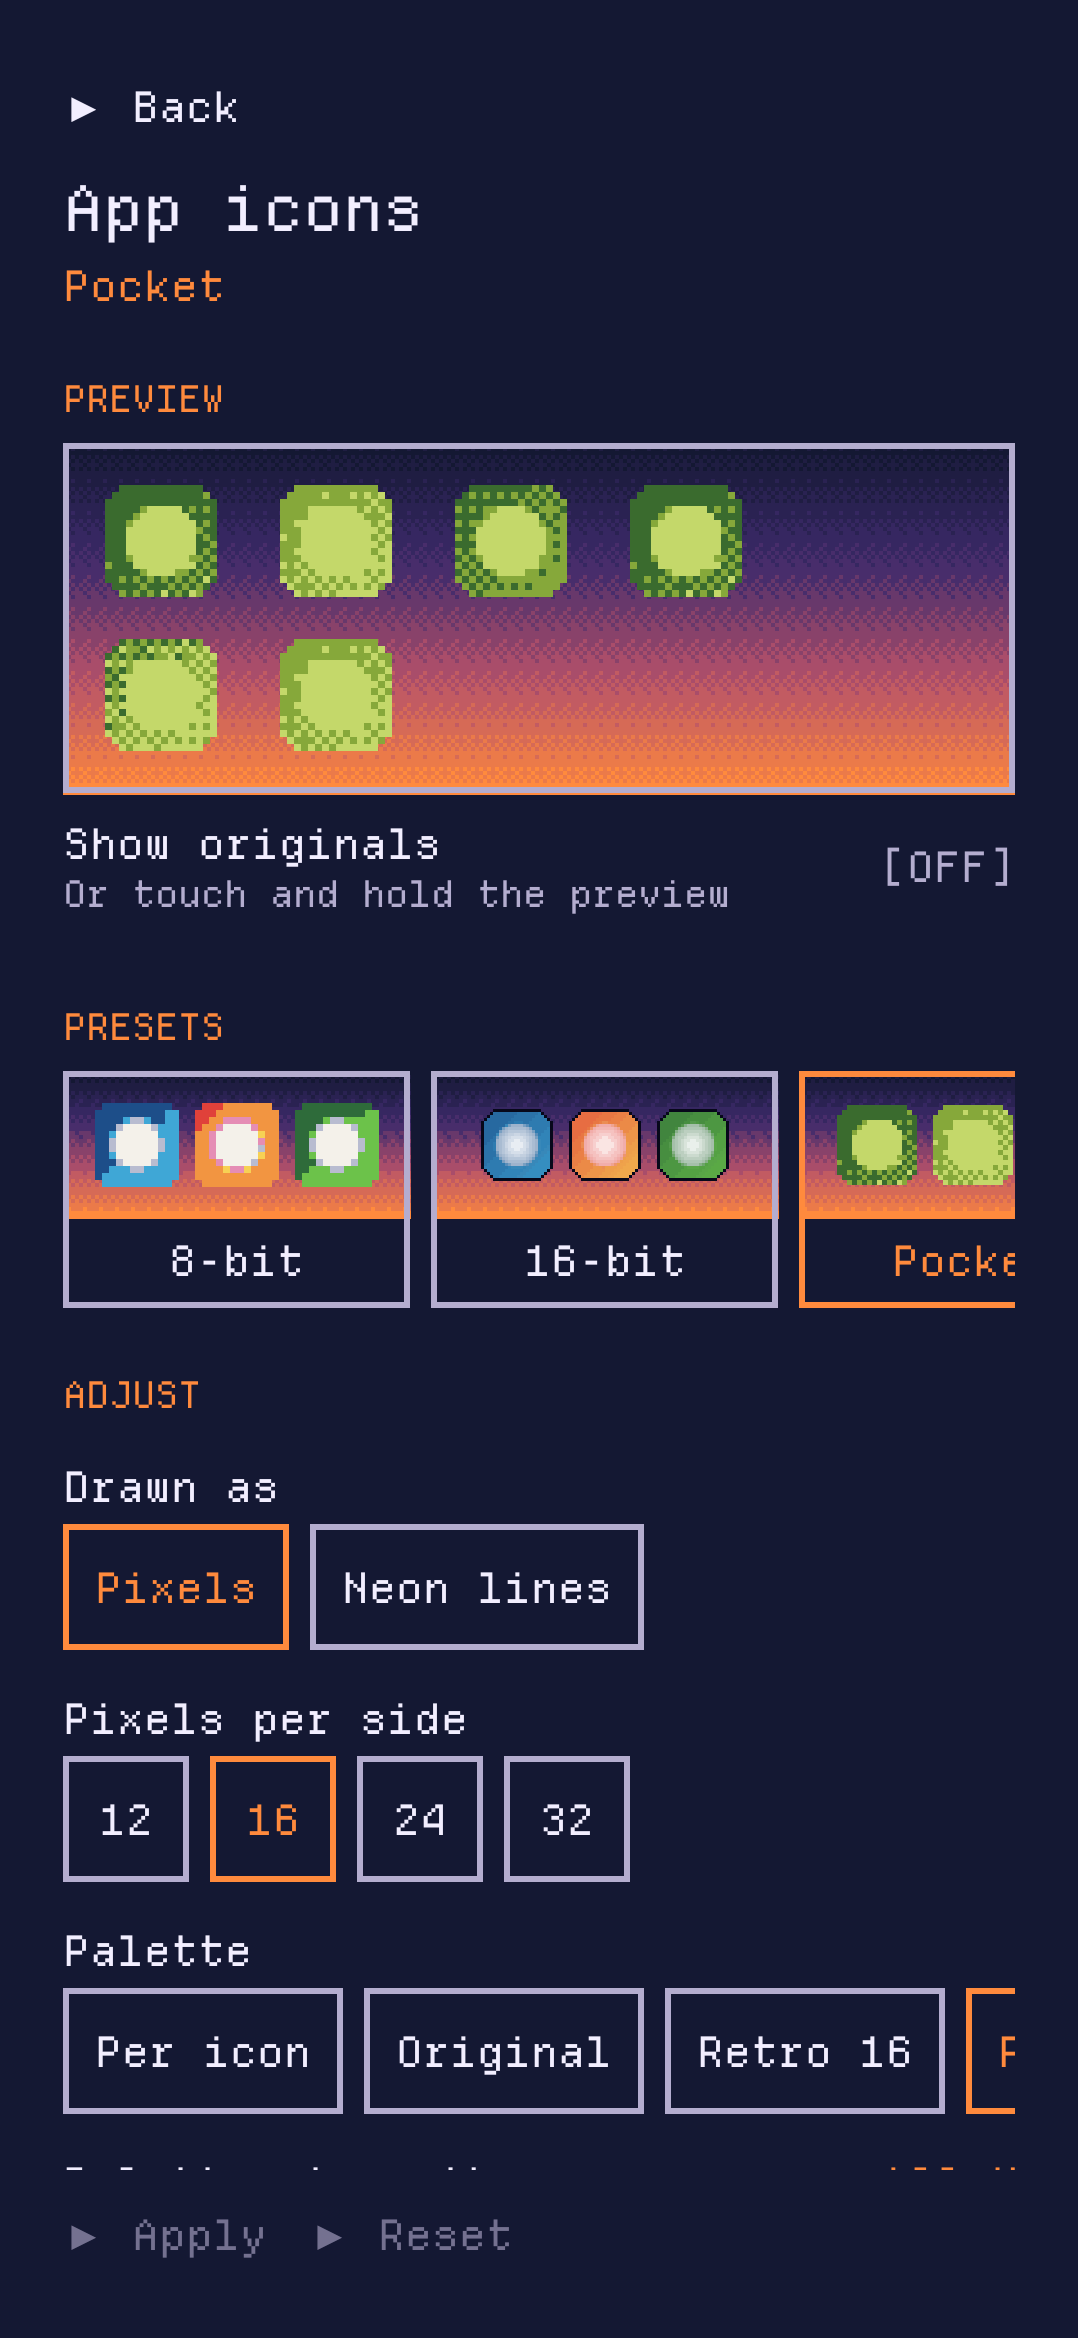 Back
App icons
Pocket
PREVIEW
Show originals
[OFF]
Or touch and hold the preview
PRESETS
8-bit
16-bit
ADJUST
Drawn as
Pixels
Neon lines
Pixels per side
12
16
24
32
Palette
Per icon
Original
Retro 16
Apply
Reset